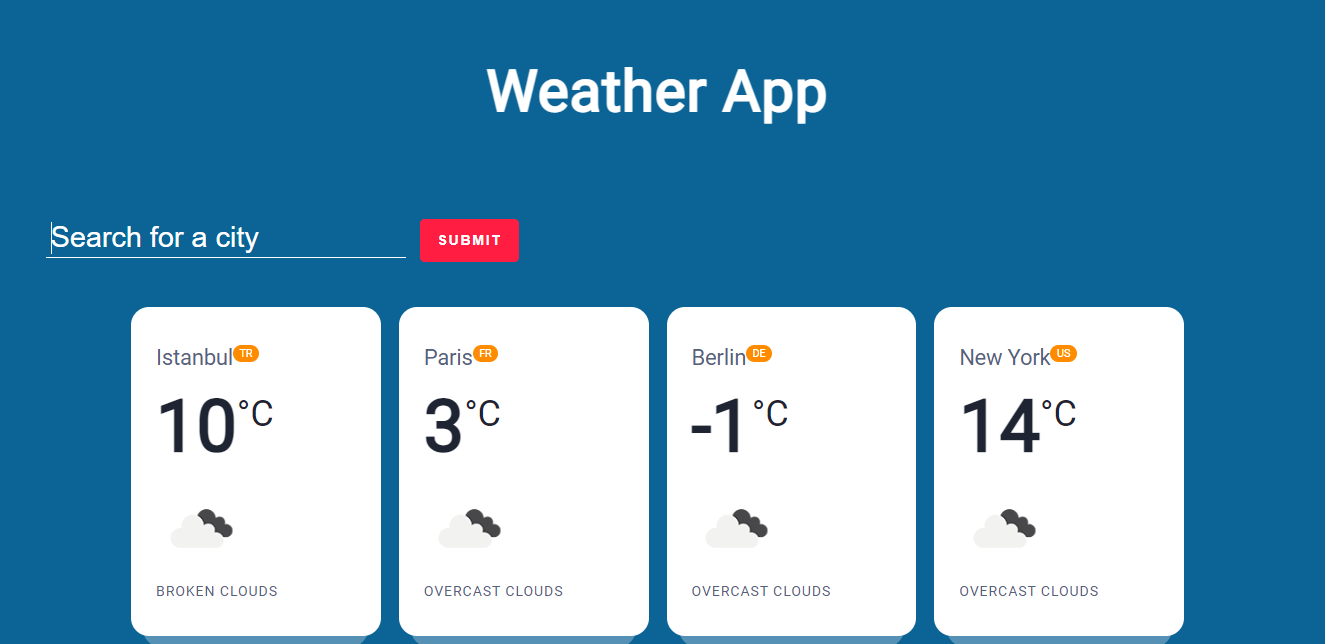 Weather App
Search for a city
SUBMIT
Istanbul TR
10°C
BROKEN CLOUDS
Paris FR
3°C
OVERCAST CLOUDS
Berlin DE
-1°C
OVERCAST CLOUDS
New York US
14°C
OVERCAST CLOUDS